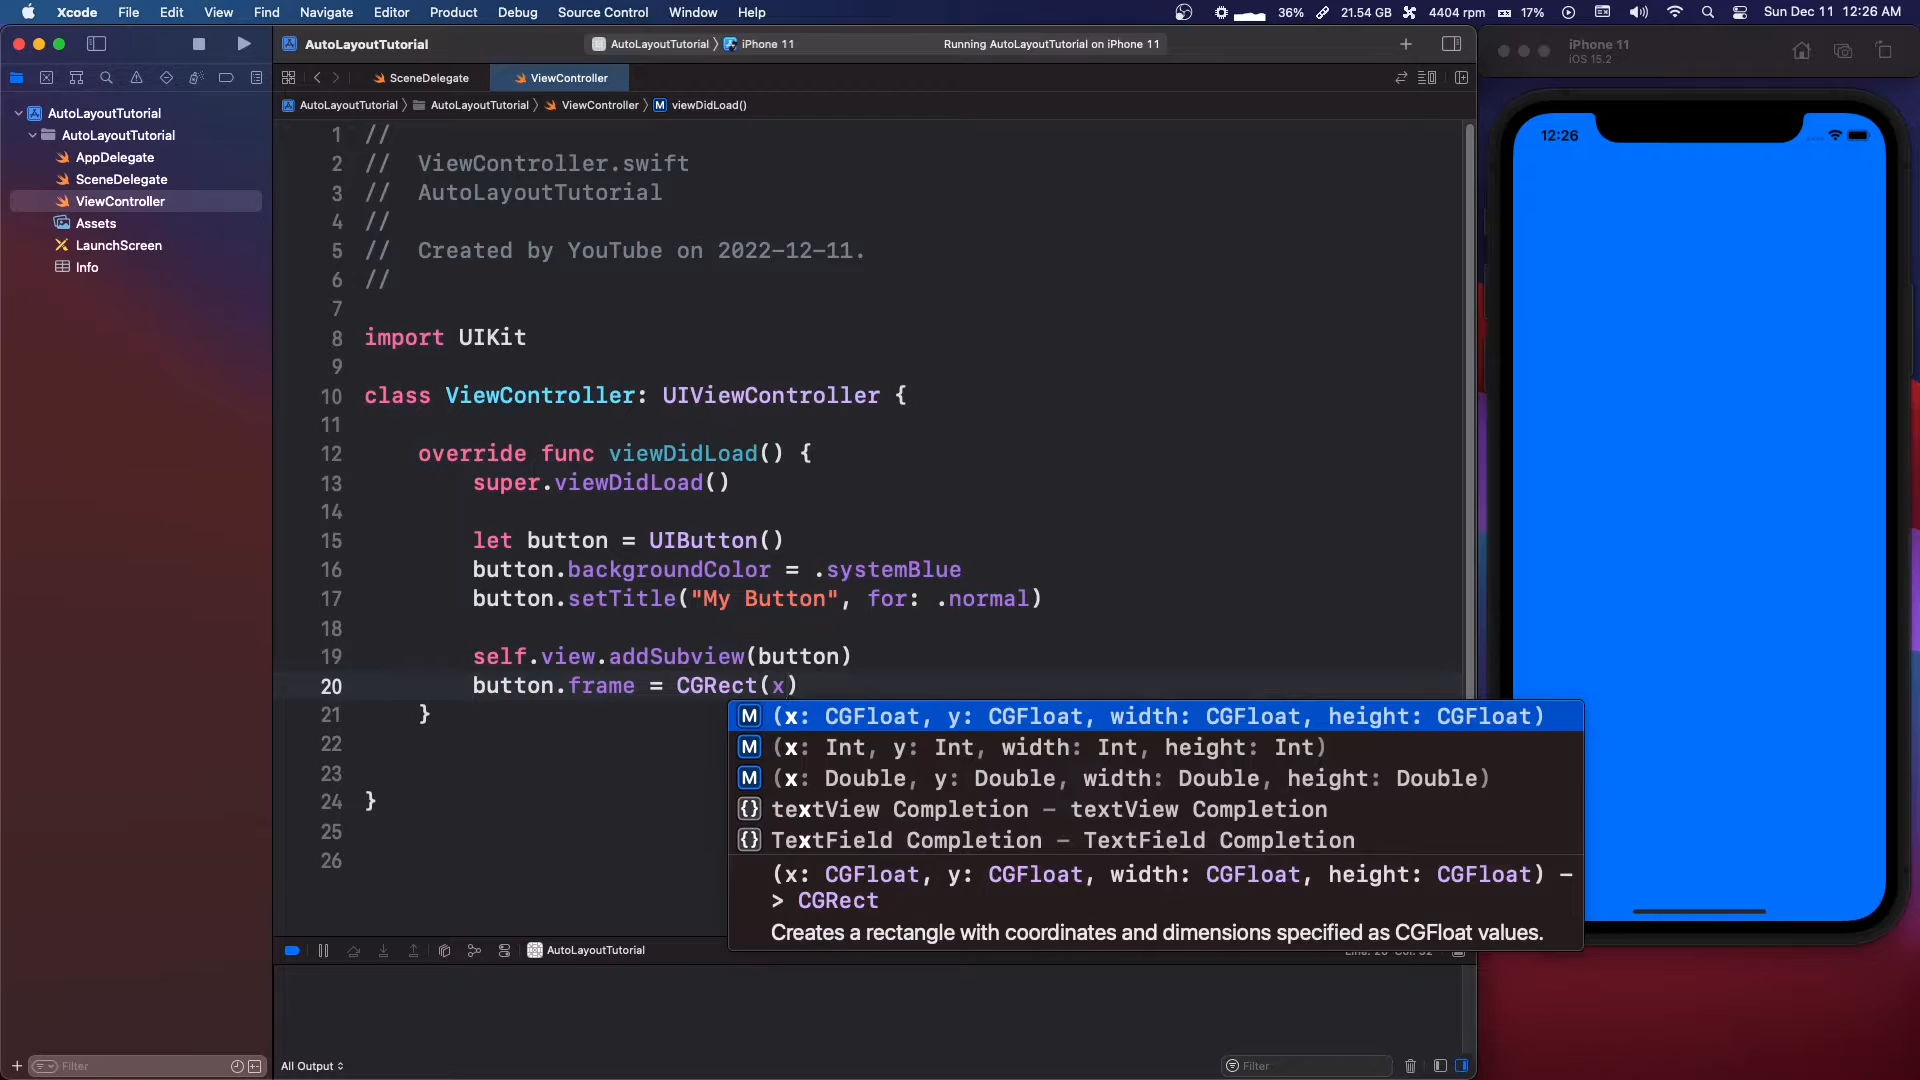 Xcode File Edit View Find Navigate Editor Product Debug Source Control Window Help 36% 21.54 GB 4404 rpm 17% Sun Dec 11 12:26 AM
AutoLayoutTutorial AutoLayoutTutorial iPhone 11 Running AutoLayoutTutorial on iPhone 11
iPhone 11
iOS 15.2
SceneDelegate ViewController
AutoLayoutTutorial AutoLayoutTutorial ViewController M viewDidLoad()
AutoLayoutTutorial
AutoLayoutTutorial
AppDelegate
SceneDelegate
ViewController
Assets
LaunchScreen
Info
1 //
2 // ViewController.swift
3 // AutoLayoutTutorial
4 //
5 // Created by YouTube on 2022-12-11.
6 //
7
8 import UIKit
9
10 class ViewController: UIViewController {
11
12 override func viewDidLoad() {
13 super.viewDidLoad()
14
15 let button = UIButton()
16 button.backgroundColor = .systemBlue
17 button.setTitle("My Button", for: .normal)
18
19 self.view.addSubview(button)
20 button.frame = CGRect(x)
21 }
22
23
24 }
25
26
M (x: CGFloat, y: CGFloat, width: CGFloat, height: CGFloat)
M (x: Int, y: Int, width: Int, height: Int)
M (x: Double, y: Double, width: Double, height: Double)
{} textView Completion — textView Completion
{} TextField Completion — TextField Completion
(x: CGFloat, y: CGFloat, width: CGFloat, height: CGFloat) —
> CGRect
Creates a rectangle with coordinates and dimensions specified as CGFloat values.
12:26
AutoLayoutTutorial
Filter
All Output
Filter